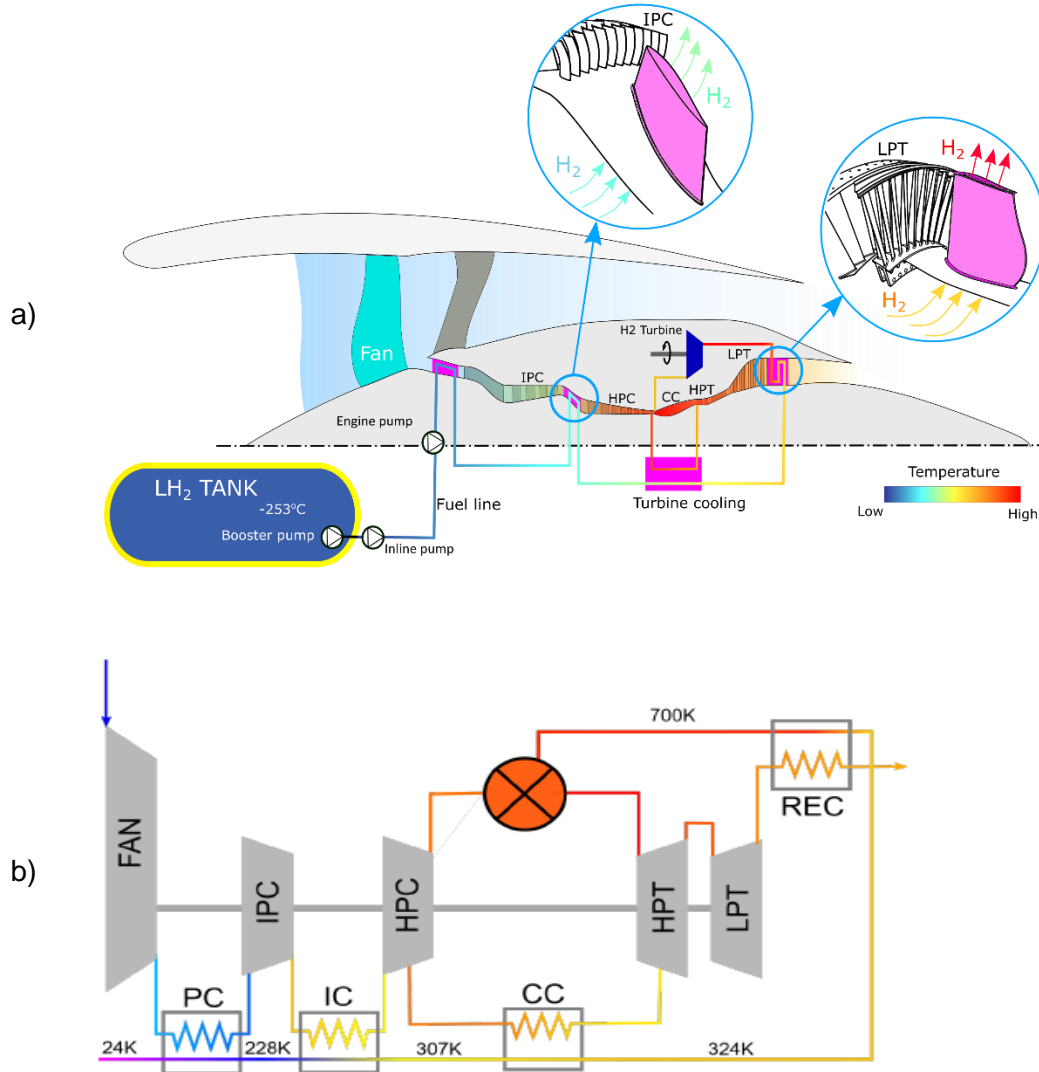 IPC
H₂
H₂
LPT
H₂
H₂
a)
Fan
H2 Turbine
LPT
IPC
HPC
CC
HPT
Engine pump
LH₂ TANK
-253°C
Booster pump
Inline pump
Fuel line
Turbine cooling
Temperature
Low
High
700K
REC
b)
FAN
IPC
HPC
HPT
LPT
PC
IC
CC
24K
228K
307K
324K